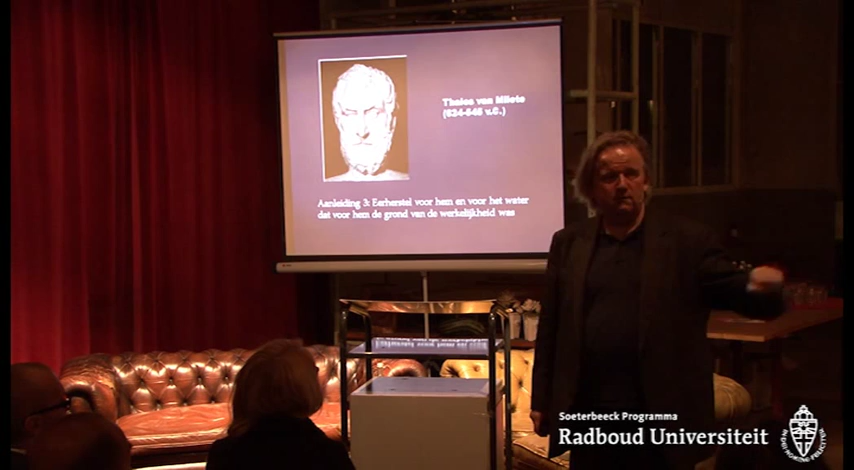 Thales van Milete
(624-546 v.C.)
Aanleiding 3: Eerherstel voor hem en voor het water
dat voor hem de grond van de werkelijkheid was
Soeterbeeck Programma
Radboud Universiteit